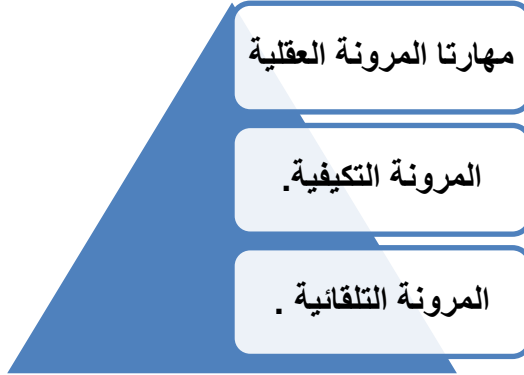 مهارتا المرونة العقلية
المرونة التكيفية.
المرونة التلقائية .